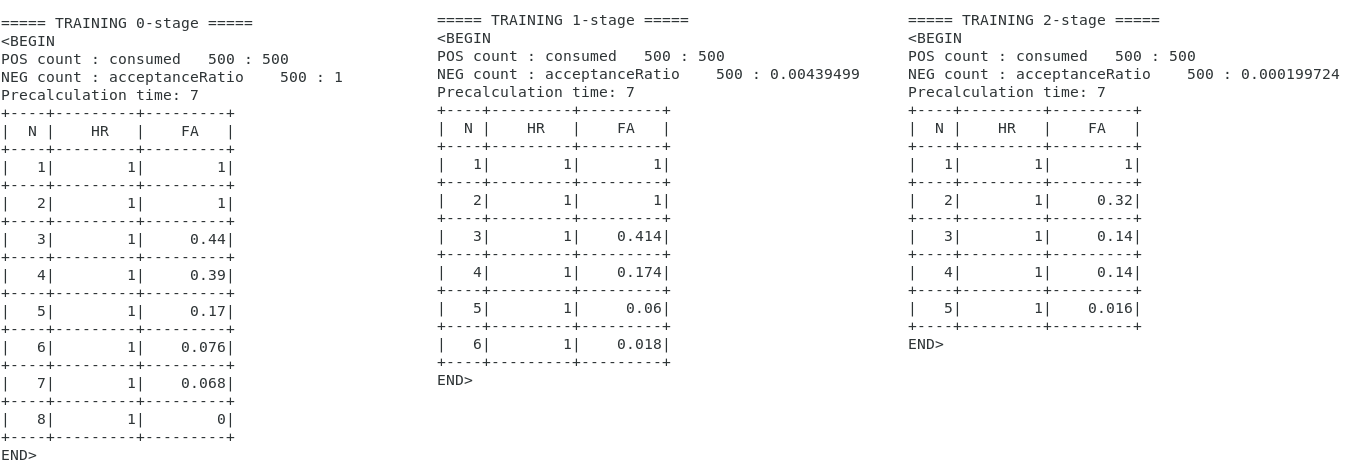 ===== TRAINING 0-stage =====
<BEGIN
POS count : consumed   500 : 500
NEG count : acceptanceRatio    500 : 1
Precalculation time: 7
+----+---------+---------+
|  N |    HR   |    FA   |
+----+---------+---------+
|   1|        1|        1|
+----+---------+---------+
|   2|        1|        1|
+----+---------+---------+
|   3|        1|     0.44|
+----+---------+---------+
|   4|        1|     0.39|
+----+---------+---------+
|   5|        1|     0.17|
+----+---------+---------+
|   6|        1|    0.076|
+----+---------+---------+
|   7|        1|    0.068|
+----+---------+---------+
|   8|        1|        0|
+----+---------+---------+
END>
===== TRAINING 1-stage =====
<BEGIN
POS count : consumed   500 : 500
NEG count : acceptanceRatio    500 : 0.00439499
Precalculation time: 7
+----+---------+---------+
|  N |    HR   |    FA   |
+----+---------+---------+
|   1|        1|        1|
+----+---------+---------+
|   2|        1|        1|
+----+---------+---------+
|   3|        1|    0.414|
+----+---------+---------+
|   4|        1|    0.174|
+----+---------+---------+
|   5|        1|     0.06|
+----+---------+---------+
|   6|        1|    0.018|
+----+---------+---------+
END>
===== TRAINING 2-stage =====
<BEGIN
POS count : consumed   500 : 500
NEG count : acceptanceRatio    500 : 0.000199724
Precalculation time: 7
+----+---------+---------+
|  N |    HR   |    FA   |
+----+---------+---------+
|   1|        1|        1|
+----+---------+---------+
|   2|        1|     0.32|
+----+---------+---------+
|   3|        1|     0.14|
+----+---------+---------+
|   4|        1|     0.14|
+----+---------+---------+
|   5|        1|    0.016|
+----+---------+---------+
END>